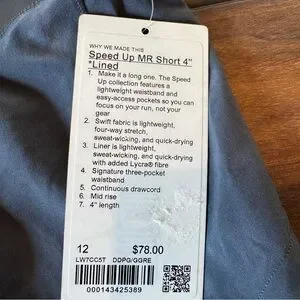 WHY WE MADE THIS
Speed Up MR Short 4"
*Lined
1. Make it a long one. The Speed
Up collection features a
lightweight waistband and
easy-access pockets so you can
focus on your run, not your
gear
2. Swift fabric is lightweight,
four-way stretch,
sweat-wicking, and quick-drying
3. Liner is lightweight,
sweat-wicking and quick-drying
with added Lycra® fibre
4. Signature three-pocket
waistband
5. Continuous drawcord
6. Mid rise
7. 4" length
12 $78.00
LW7CC5T DDPG/GGRE
000143425389